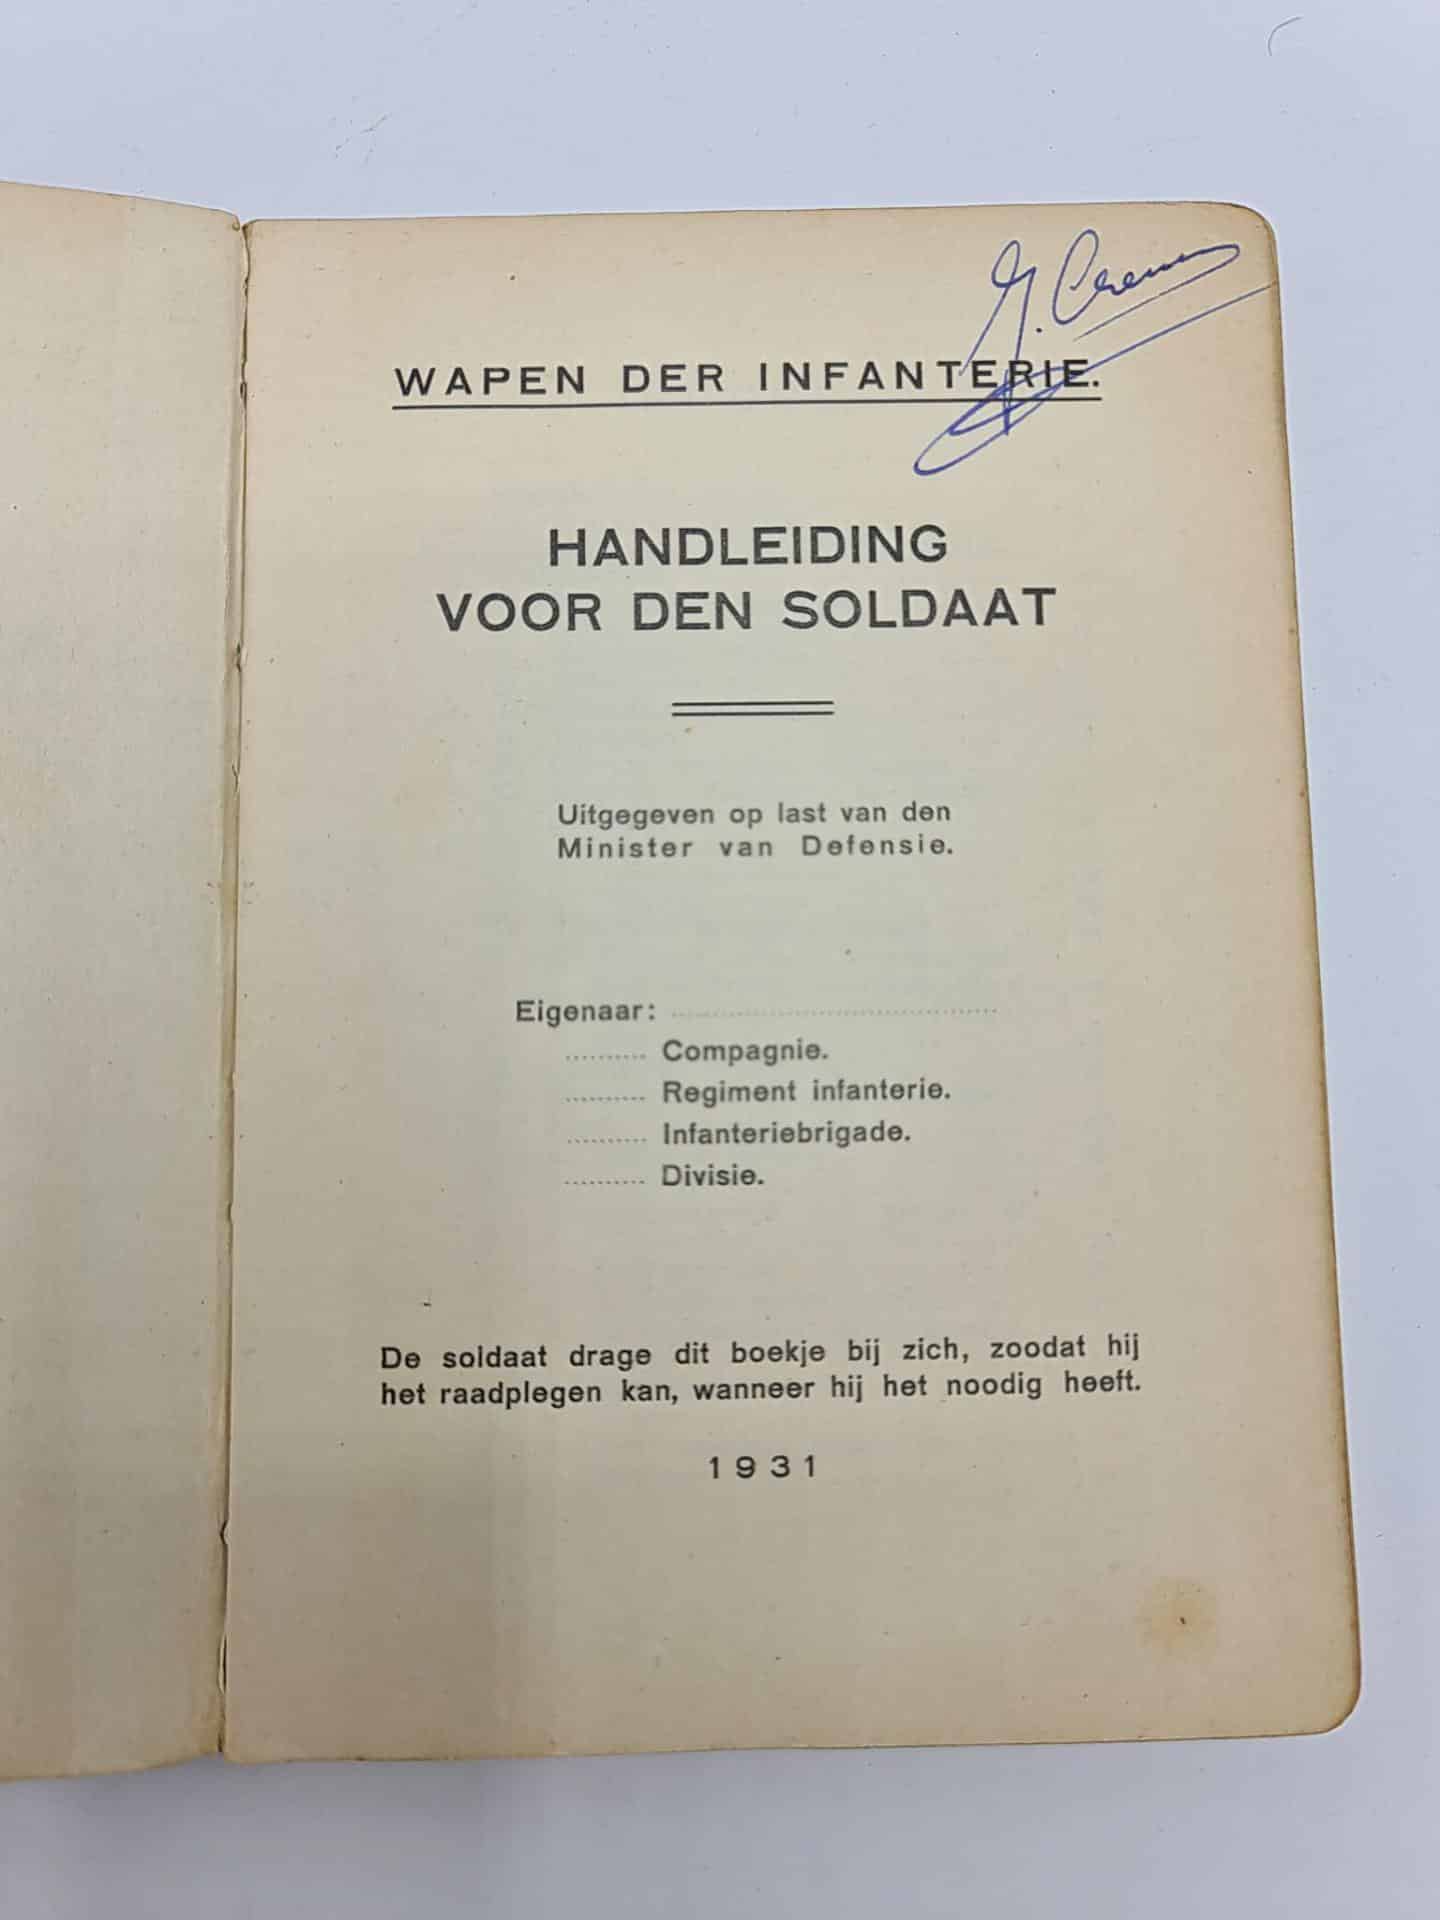 WAPEN DER INFANTERIE.
HANDLEIDING
VOOR DEN SOLDAAT
Uitgegeven op last van den
Minister van Defensie.
Eigenaar: ........................................
.......... Compagnie.
.......... Regiment infanterie.
.......... Infanteriebrigade.
.......... Divisie.
De soldaat drage dit boekje bij zich, zoodat hij
het raadplegen kan, wanneer hij het noodig heeft.
1931